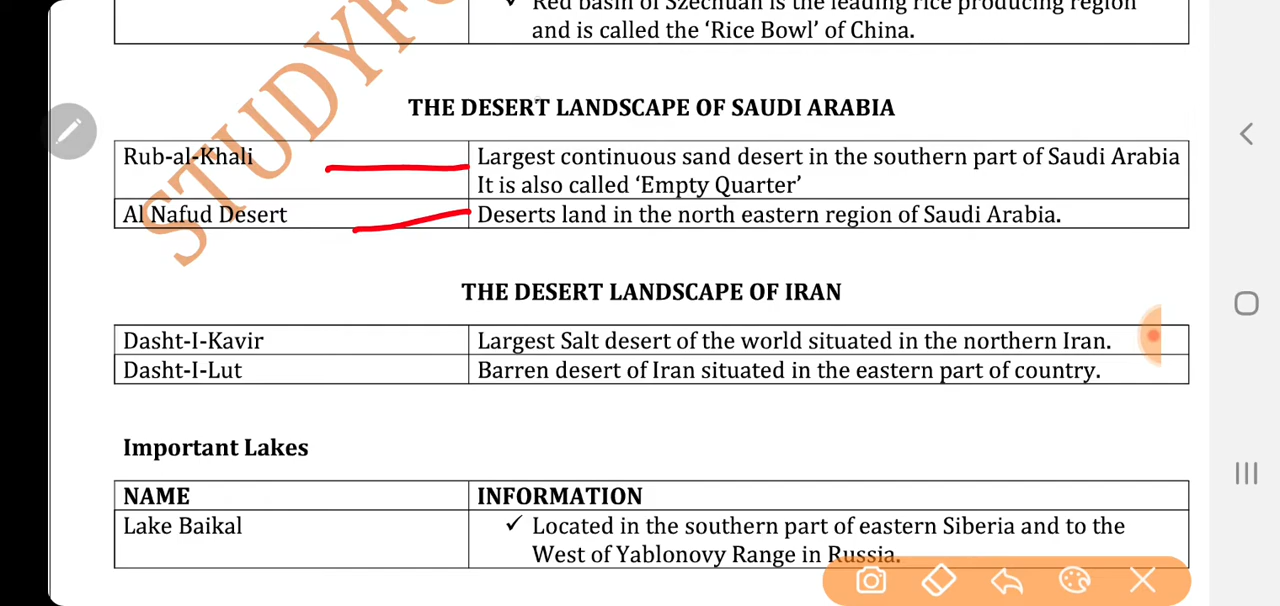 Red basin of Szechuan is the leading rice producing region
and is called the ‘Rice Bowl’ of China.
STUDYF
THE DESERT LANDSCAPE OF SAUDI ARABIA
Rub-al-Khali
Largest continuous sand desert in the southern part of Saudi Arabia
It is also called ‘Empty Quarter’
Al Nafud Desert
Deserts land in the north eastern region of Saudi Arabia.
THE DESERT LANDSCAPE OF IRAN
Dasht-I-Kavir
Largest Salt desert of the world situated in the northern Iran.
Dasht-I-Lut
Barren desert of Iran situated in the eastern part of country.
Important Lakes
NAME
INFORMATION
Lake Baikal
✓ Located in the southern part of eastern Siberia and to the
West of Yablonovy Range in Russia.